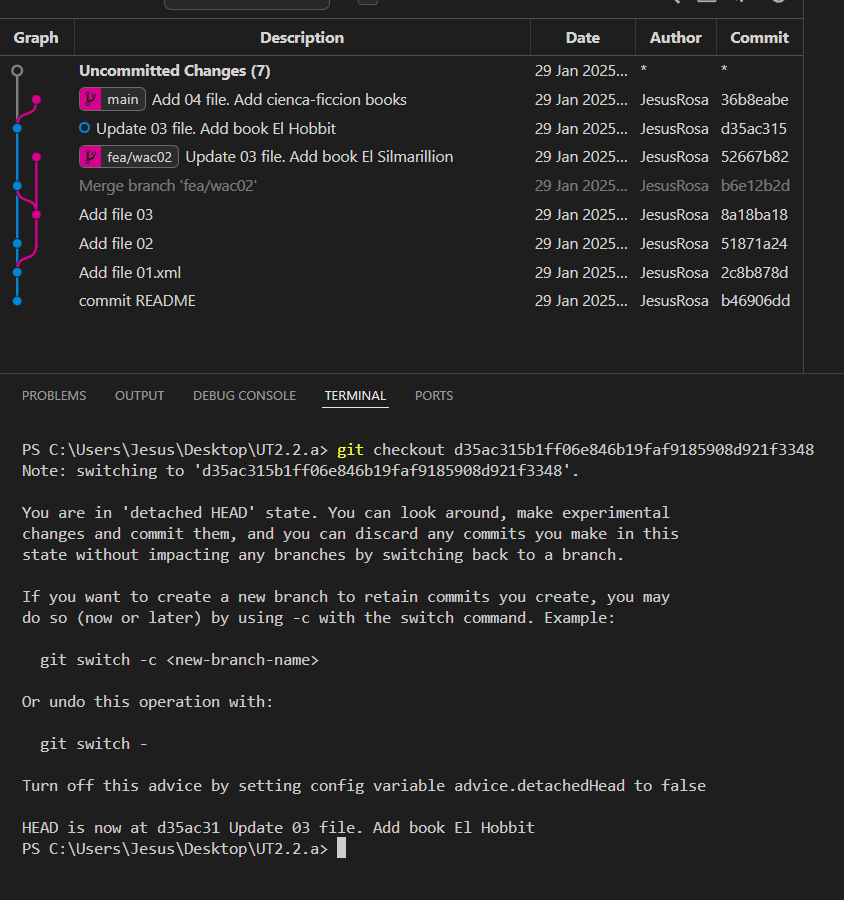 Graph Description Date Author Commit
Uncommitted Changes (7) 29 Jan 2025... * *
main Add 04 file. Add cienca-ficcion books 29 Jan 2025... JesusRosa 36b8eabe
Update 03 file. Add book El Hobbit 29 Jan 2025... JesusRosa d35ac315
fea/wac02 Update 03 file. Add book El Silmarillion 29 Jan 2025... JesusRosa 52667b82
Merge branch 'fea/wac02' 29 Jan 2025... JesusRosa b6e12b2d
Add file 03 29 Jan 2025... JesusRosa 8a18ba18
Add file 02 29 Jan 2025... JesusRosa 51871a24
Add file 01.xml 29 Jan 2025... JesusRosa 2c8b878d
commit README 29 Jan 2025... JesusRosa b46906dd
PROBLEMS OUTPUT DEBUG CONSOLE TERMINAL PORTS
PS C:\Users\Jesus\Desktop\UT2.2.a> git checkout d35ac315b1ff06e846b19faf9185908d921f3348
Note: switching to 'd35ac315b1ff06e846b19faf9185908d921f3348'.
You are in 'detached HEAD' state. You can look around, make experimental
changes and commit them, and you can discard any commits you make in this
state without impacting any branches by switching back to a branch.
If you want to create a new branch to retain commits you create, you may
do so (now or later) by using -c with the switch command. Example:
git switch -c <new-branch-name>
Or undo this operation with:
git switch -
Turn off this advice by setting config variable advice.detachedHead to false
HEAD is now at d35ac31 Update 03 file. Add book El Hobbit
PS C:\Users\Jesus\Desktop\UT2.2.a>